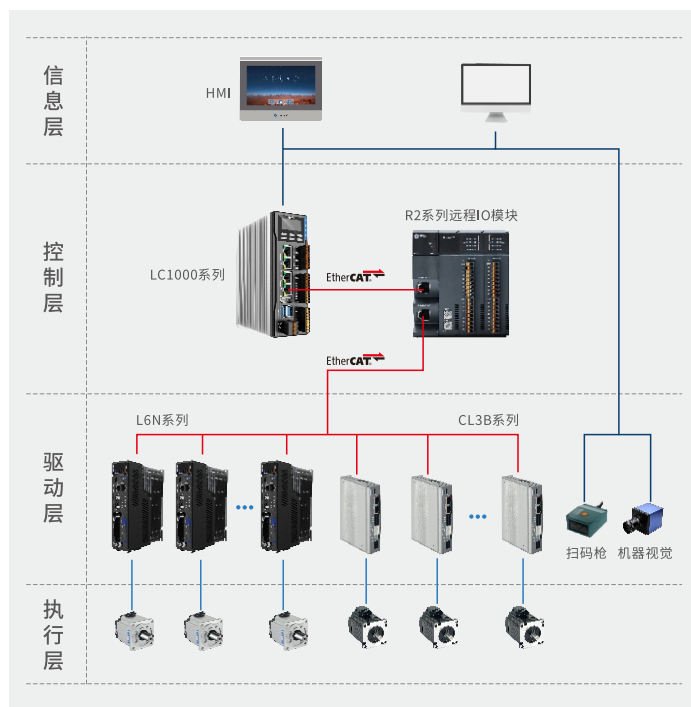 信息层
HMI
控制层
R2系列远程IO模块
LC1000系列
EtherCAT
EtherCAT
驱动层
L6N系列
CL3B系列
扫码枪
机器视觉
执行层